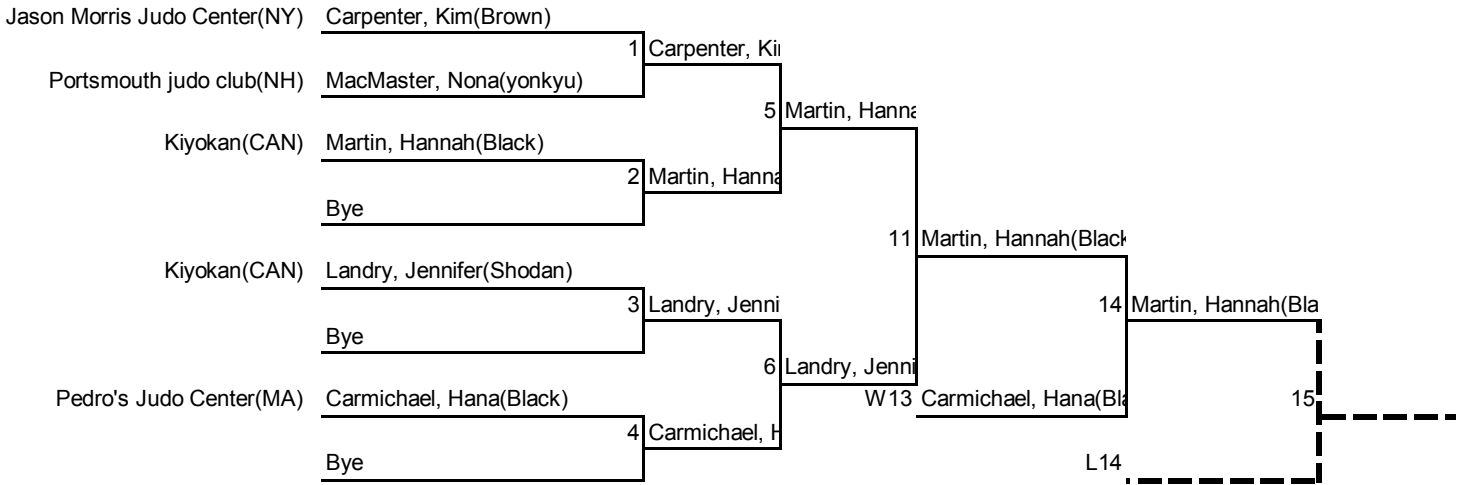 Jason Morris Judo Center(NY) Carpenter, Kim(Brown)
1 Carpenter, Ki
Portsmouth judo club(NH) MacMaster, Nona(yonkyu)
5 Martin, Hanna
Kiyokan(CAN) Martin, Hannah(Black)
2 Martin, Hanna
Bye
11 Martin, Hannah(Black
Kiyokan(CAN) Landry, Jennifer(Shodan)
3 Landry, Jenni
14 Martin, Hannah(Bla
Bye
6 Landry, Jenni
Pedro's Judo Center(MA) Carmichael, Hana(Black)
W13 Carmichael, Hana(Bla
15
4 Carmichael, H
Bye
L14